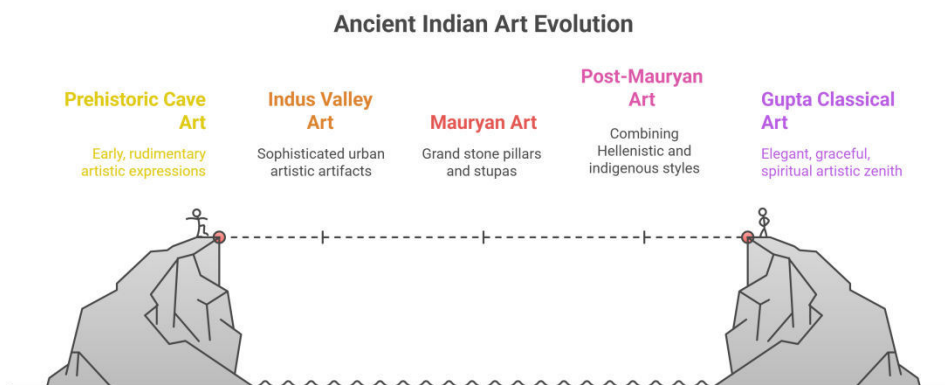 Ancient Indian Art Evolution
Prehistoric Cave
Art
Early, rudimentary
artistic expressions
Indus Valley
Art
Sophisticated urban
artistic artifacts
Mauryan Art
Grand stone pillars
and stupas
Post-Mauryan
Art
Combining
Hellenistic and
indigenous styles
Gupta Classical
Art
Elegant, graceful,
spiritual artistic zenith